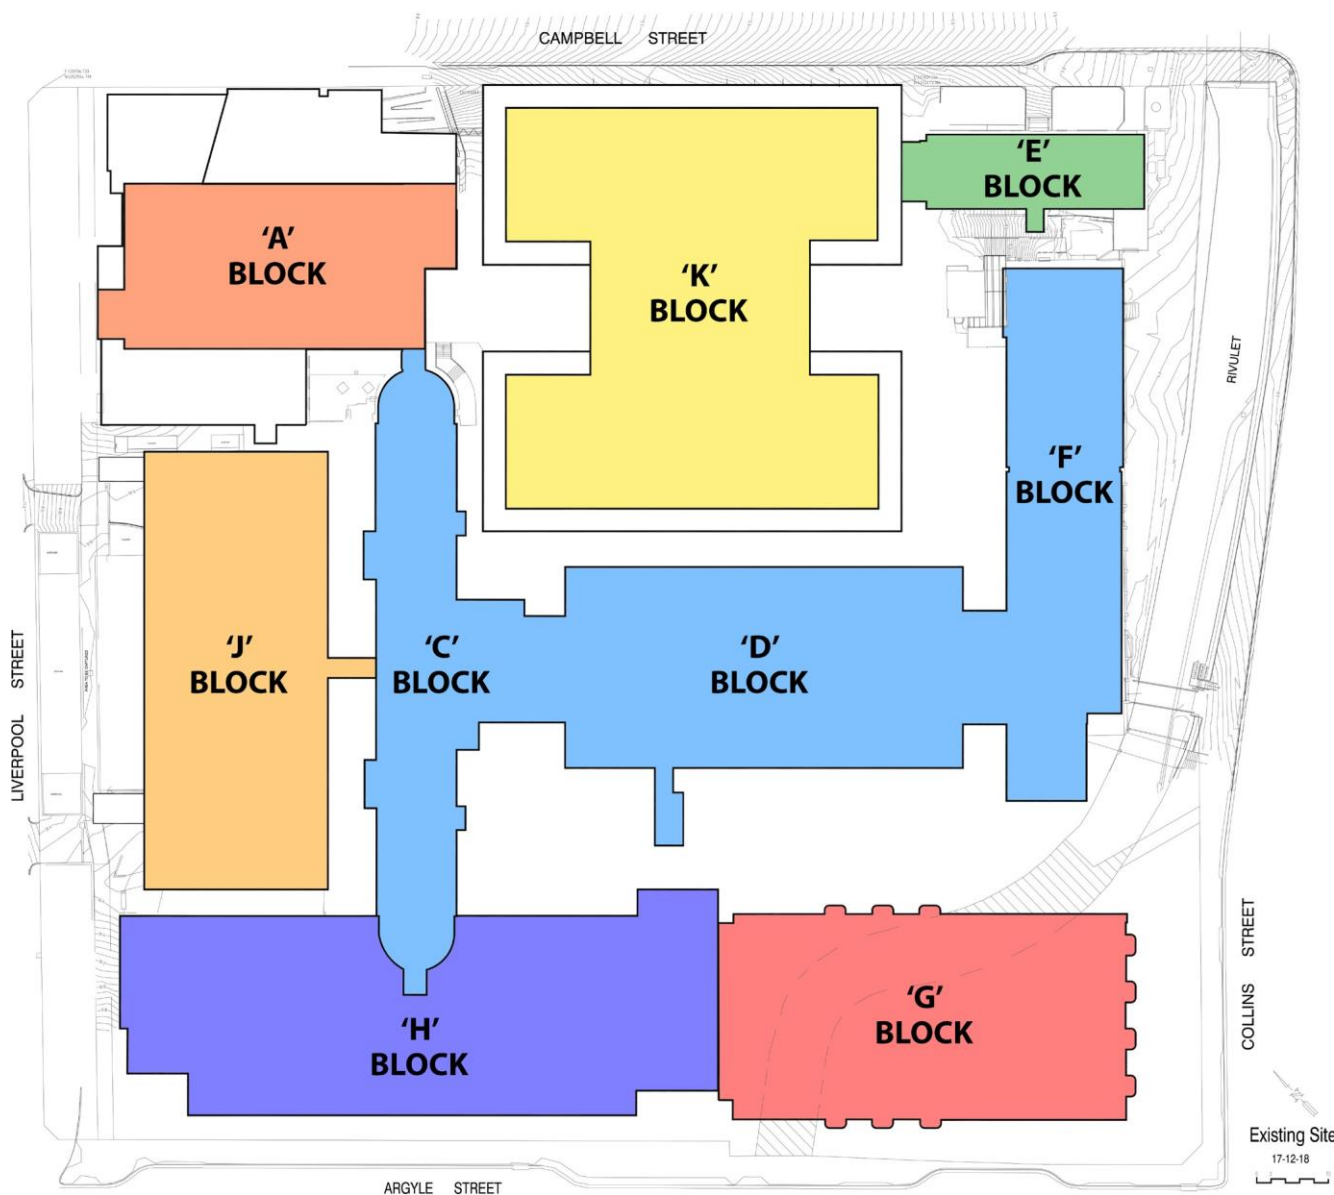 CAMPBELL STREET
'E'
BLOCK
'A'
BLOCK
'K'
BLOCK
RIVULET
'F'
BLOCK
'J'
BLOCK
'C'
BLOCK
'D'
BLOCK
LIVERPOOL STREET
'G'
BLOCK
'H'
BLOCK
COLLINS STREET
Existing Site
17-12-18
ARGYLE STREET